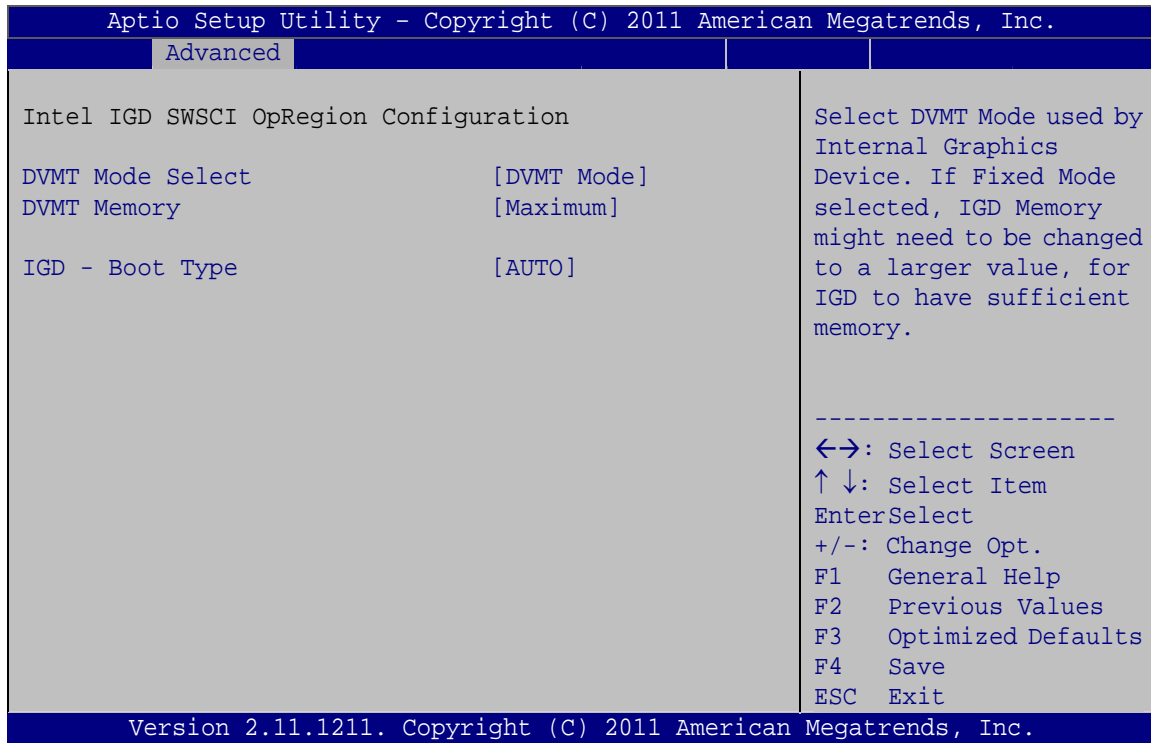 Aptio Setup Utility – Copyright (C) 2011 American Megatrends, Inc.
Advanced
Intel IGD SWSCI OpRegion Configuration
DVMT Mode Select [DVMT Mode]
DVMT Memory [Maximum]
IGD - Boot Type [AUTO]
Select DVMT Mode used by
Internal Graphics
Device. If Fixed Mode
selected, IGD Memory
might need to be changed
to a larger value, for
IGD to have sufficient
memory.
---------------------
←→: Select Screen
↑ ↓: Select Item
EnterSelect
+/-: Change Opt.
F1 General Help
F2 Previous Values
F3 Optimized Defaults
F4 Save
ESC Exit
Version 2.11.1211. Copyright (C) 2011 American Megatrends, Inc.